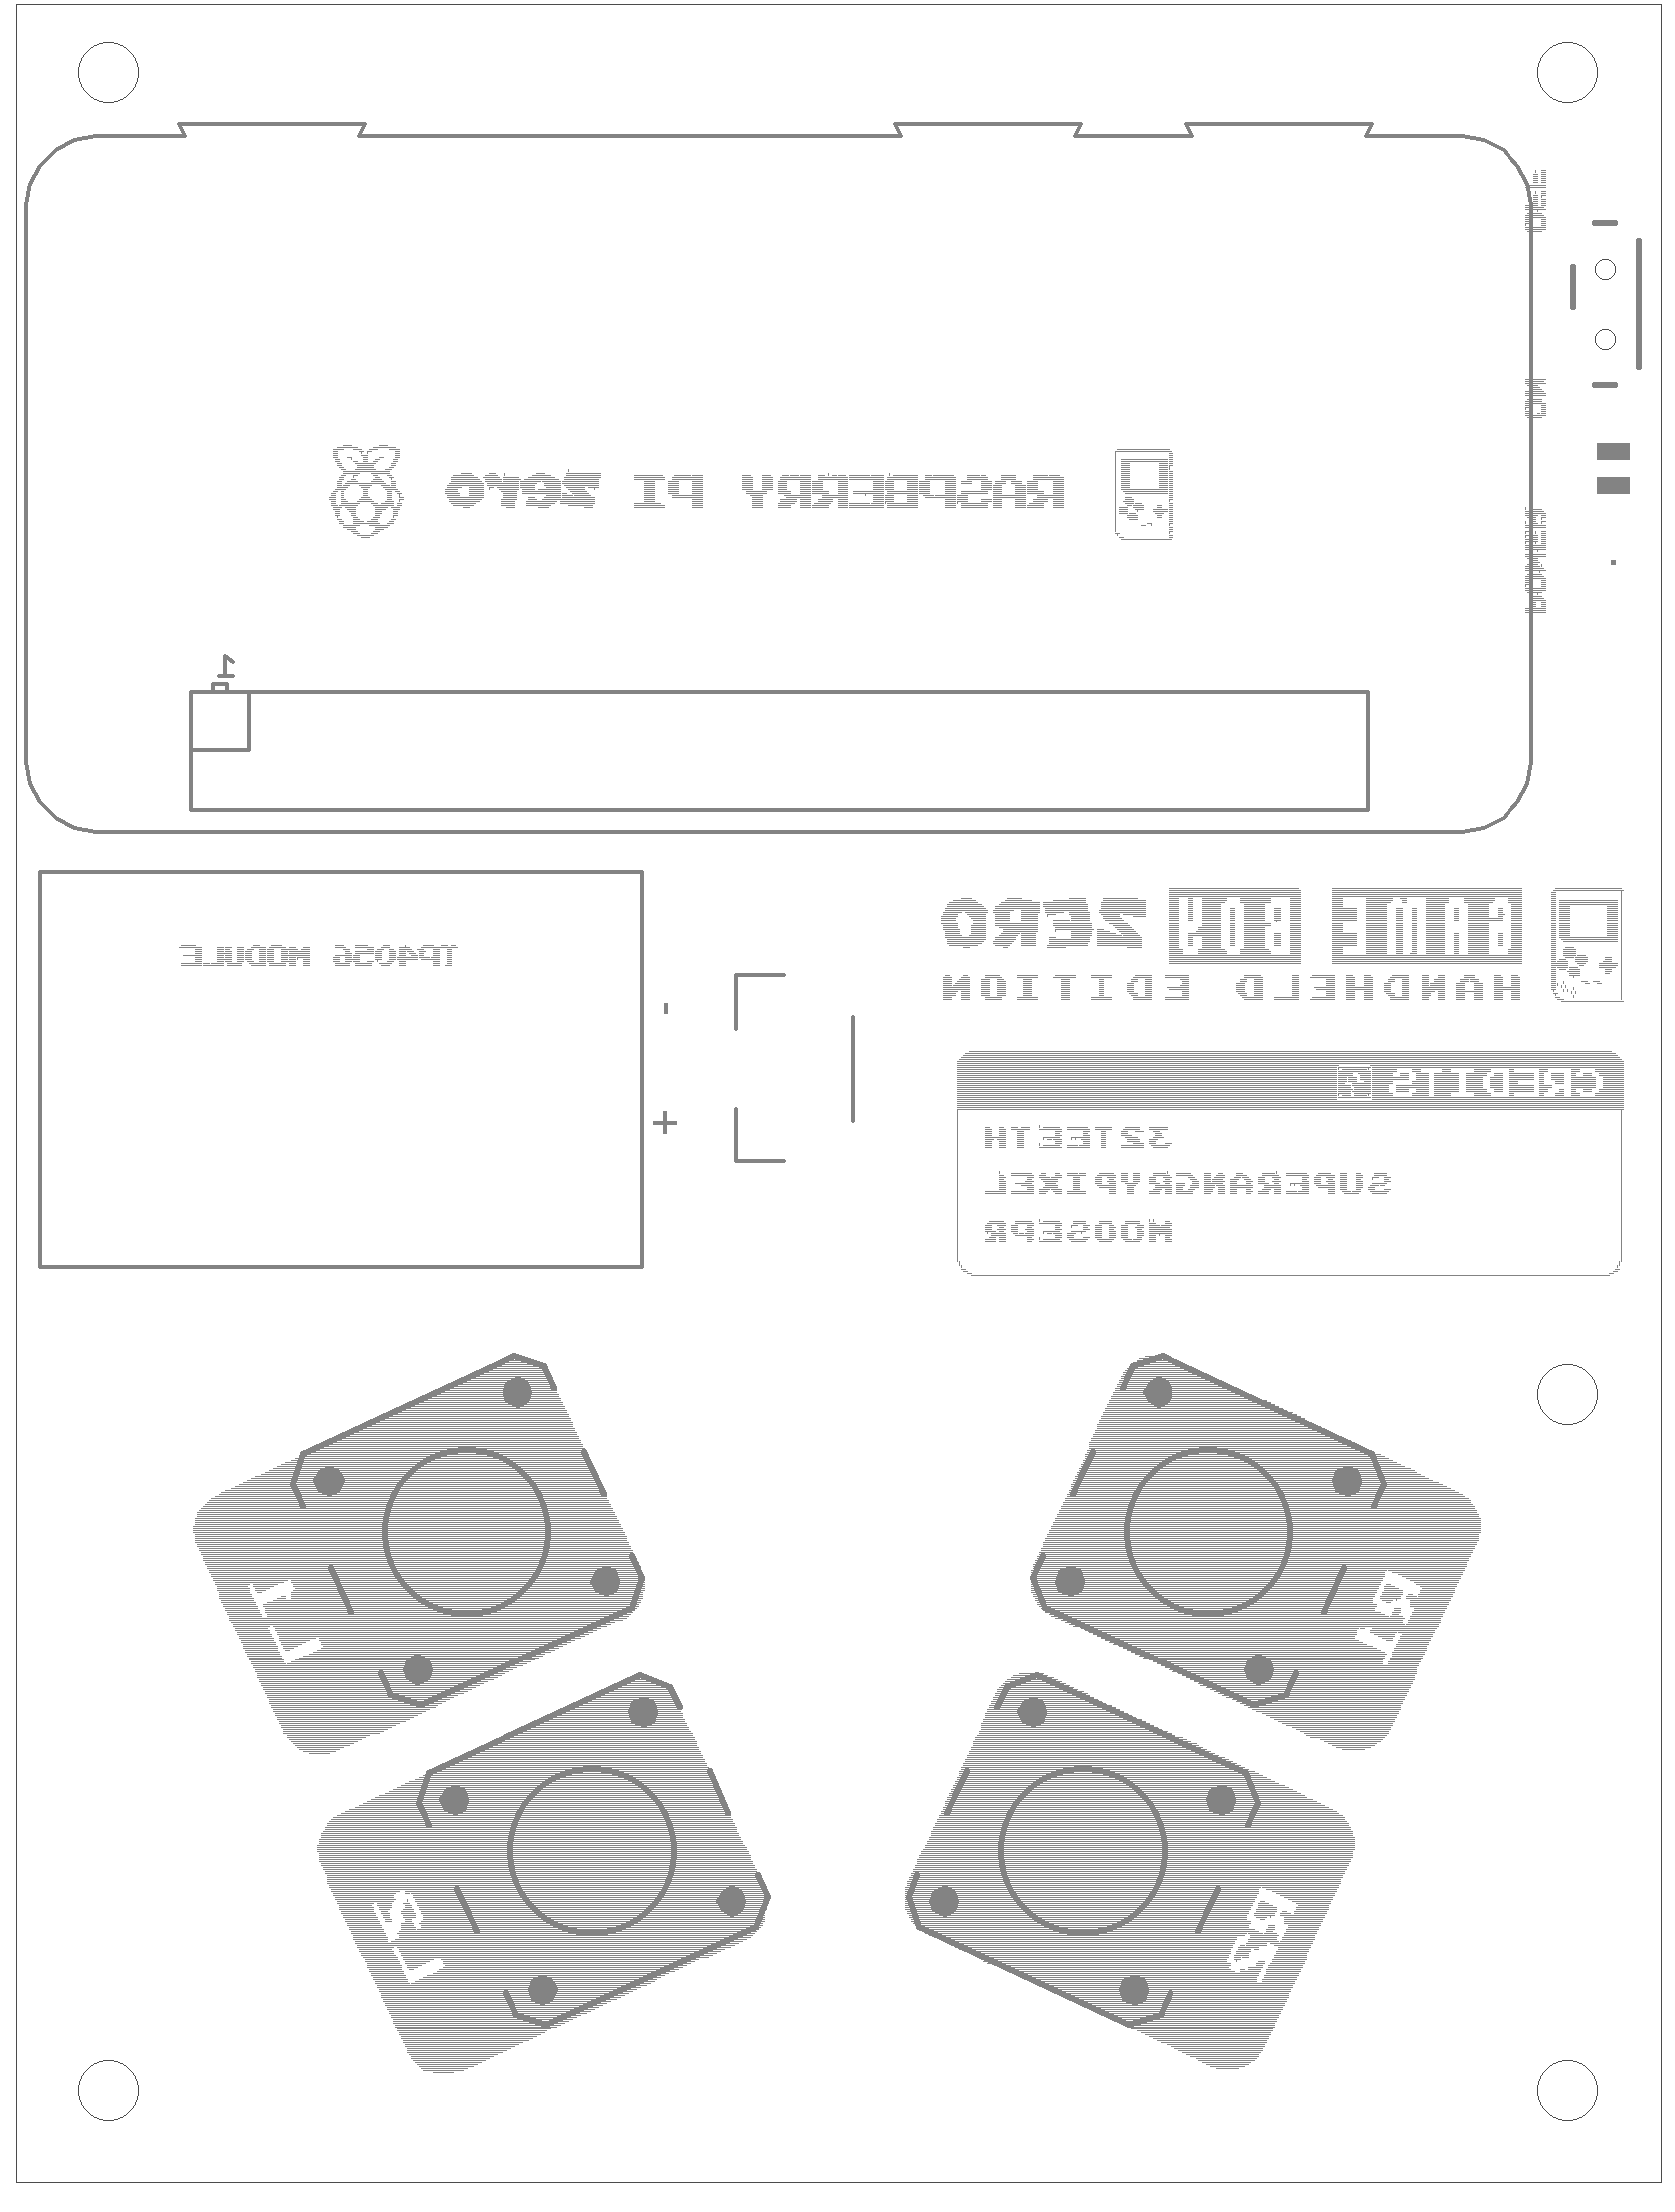 OFF
ON
RASPBERRY PI zero
POWER
1
GAME BOY ZERO
HANDHELD EDITION
TP4056 MODULE
-
+
CREDITS
32TEETH
SUPERANGRYPIXEL
MOOSEPR
L1
R1
L2
R2